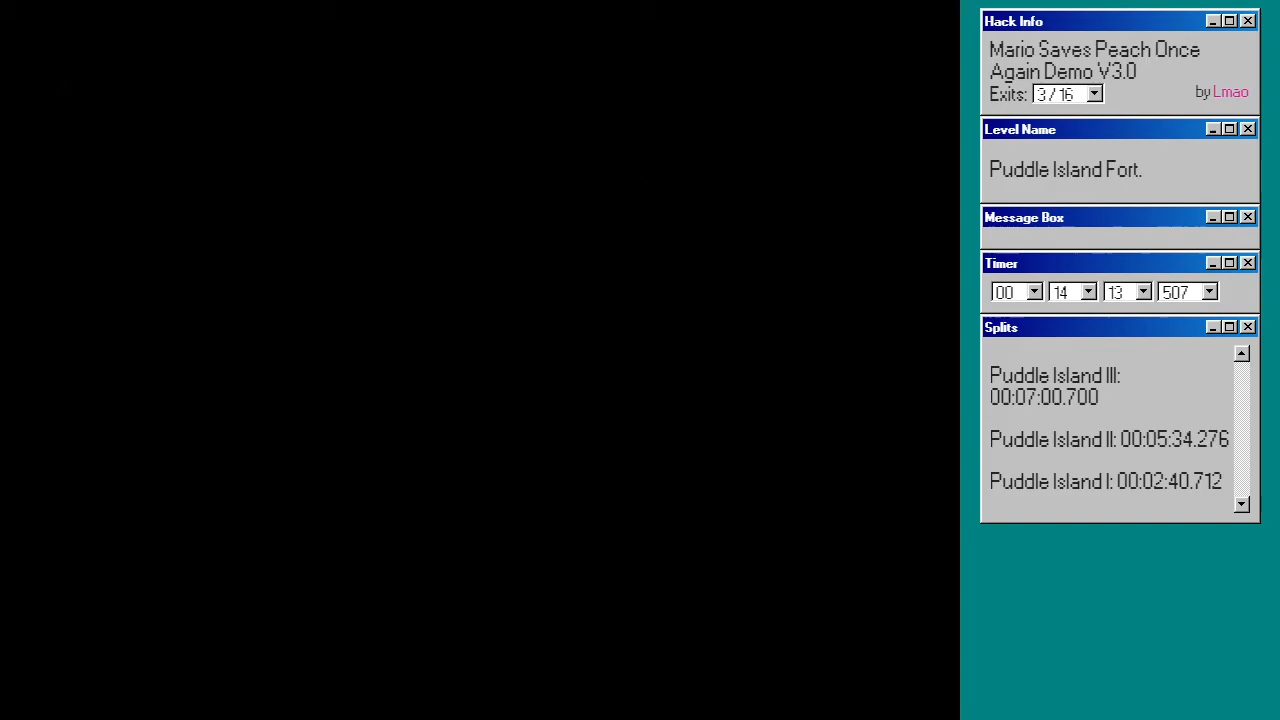 Hack Info
Mario Saves Peach Once
Again Demo V3.0
Exits: 3 / 16
by Lmao
Level Name
Puddle Island Fort.
Message Box
Timer
00 14 13 507
Splits
Puddle Island III:
00:07:00.700
Puddle Island II: 00:05:34.276
Puddle Island I: 00:02:40.712